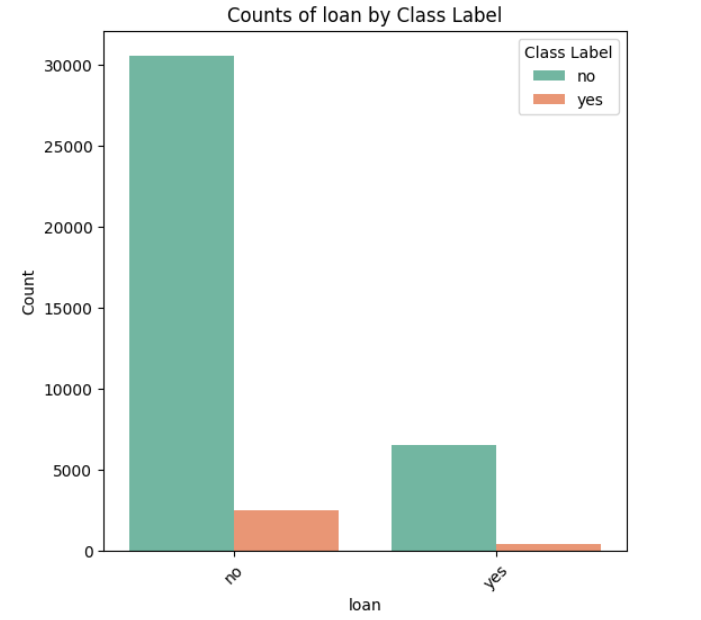 Counts of loan by Class Label
Class Label
no
yes
30000
25000
20000
15000
10000
5000
0
Count
no
yes
loan